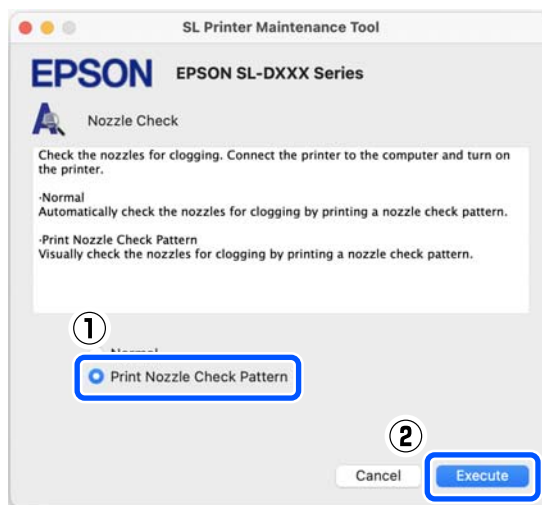 SL Printer Maintenance Tool
EPSON EPSON SL-DXXX Series
Nozzle Check
Check the nozzles for clogging. Connect the printer to the computer and turn on
the printer.
·Normal
Automatically check the nozzles for clogging by printing a nozzle check pattern.
·Print Nozzle Check Pattern
Visually check the nozzles for clogging by printing a nozzle check pattern.
①
Print Nozzle Check Pattern
②
Cancel Execute